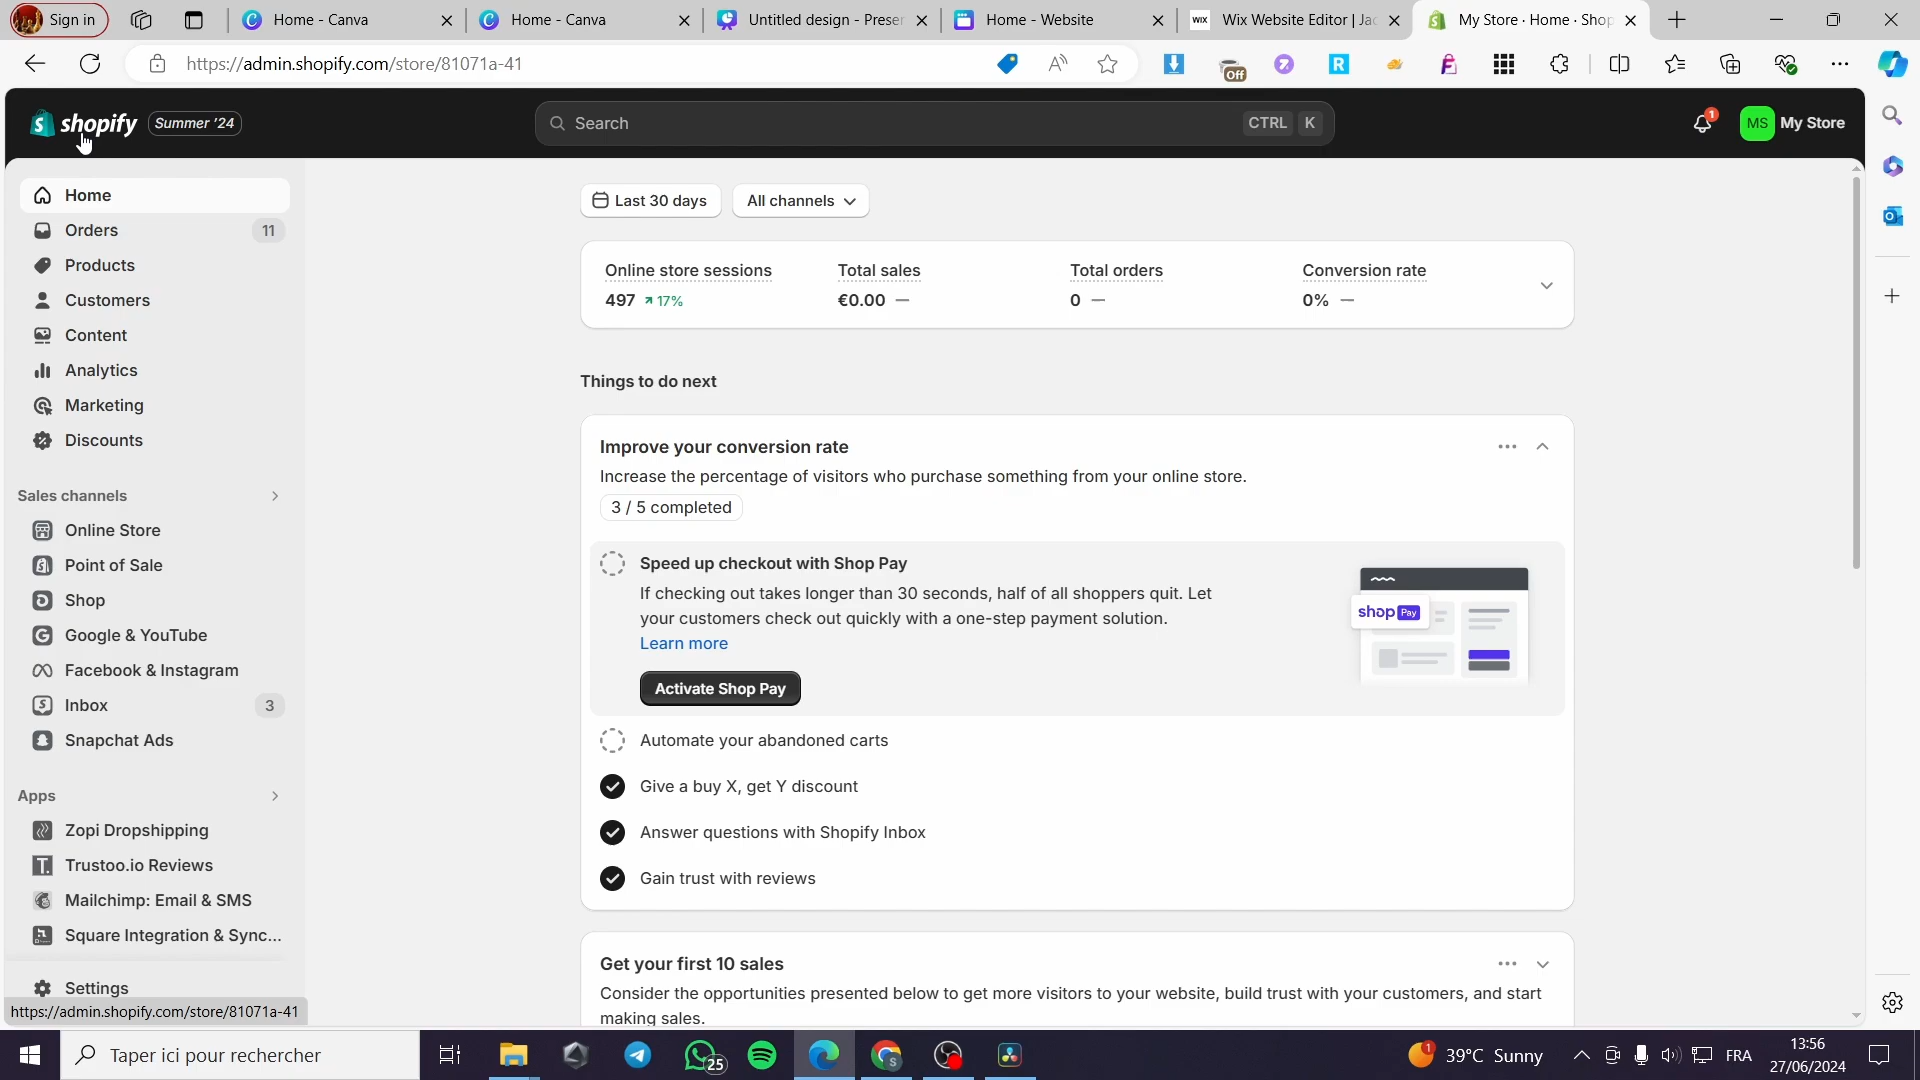 Sign in
Home - Canva
Home - Canva
Untitled design - Preser
Home - Website
WIX Wix Website Editor | Jac
My Store · Home · Shop
https://admin.shopify.com/store/81071a-41
Off
shopify Summer '24
Search CTRL K
1
MS My Store
Home
Orders 11
Products
Customers
Content
Analytics
Marketing
Discounts
Sales channels
Online Store
Point of Sale
Shop
Google & YouTube
Facebook & Instagram
Inbox 3
Snapchat Ads
Apps
Zopi Dropshipping
Trustoo.io Reviews
Mailchimp: Email & SMS
Square Integration & Sync...
Settings
https://admin.shopify.com/store/81071a-41
Last 30 days All channels
Online store sessions Total sales Total orders Conversion rate
497 17% €0.00 — 0 — 0% —
Things to do next
Improve your conversion rate
Increase the percentage of visitors who purchase something from your online store.
3 / 5 completed
Speed up checkout with Shop Pay
If checking out takes longer than 30 seconds, half of all shoppers quit. Let
your customers check out quickly with a one-step payment solution.
Learn more
Activate Shop Pay
shop Pay
Automate your abandoned carts
Give a buy X, get Y discount
Answer questions with Shopify Inbox
Gain trust with reviews
Get your first 10 sales
Consider the opportunities presented below to get more visitors to your website, build trust with your customers, and start
making sales.
Taper ici pour rechercher
25
1
39°C Sunny
FRA
13:56
27/06/2024